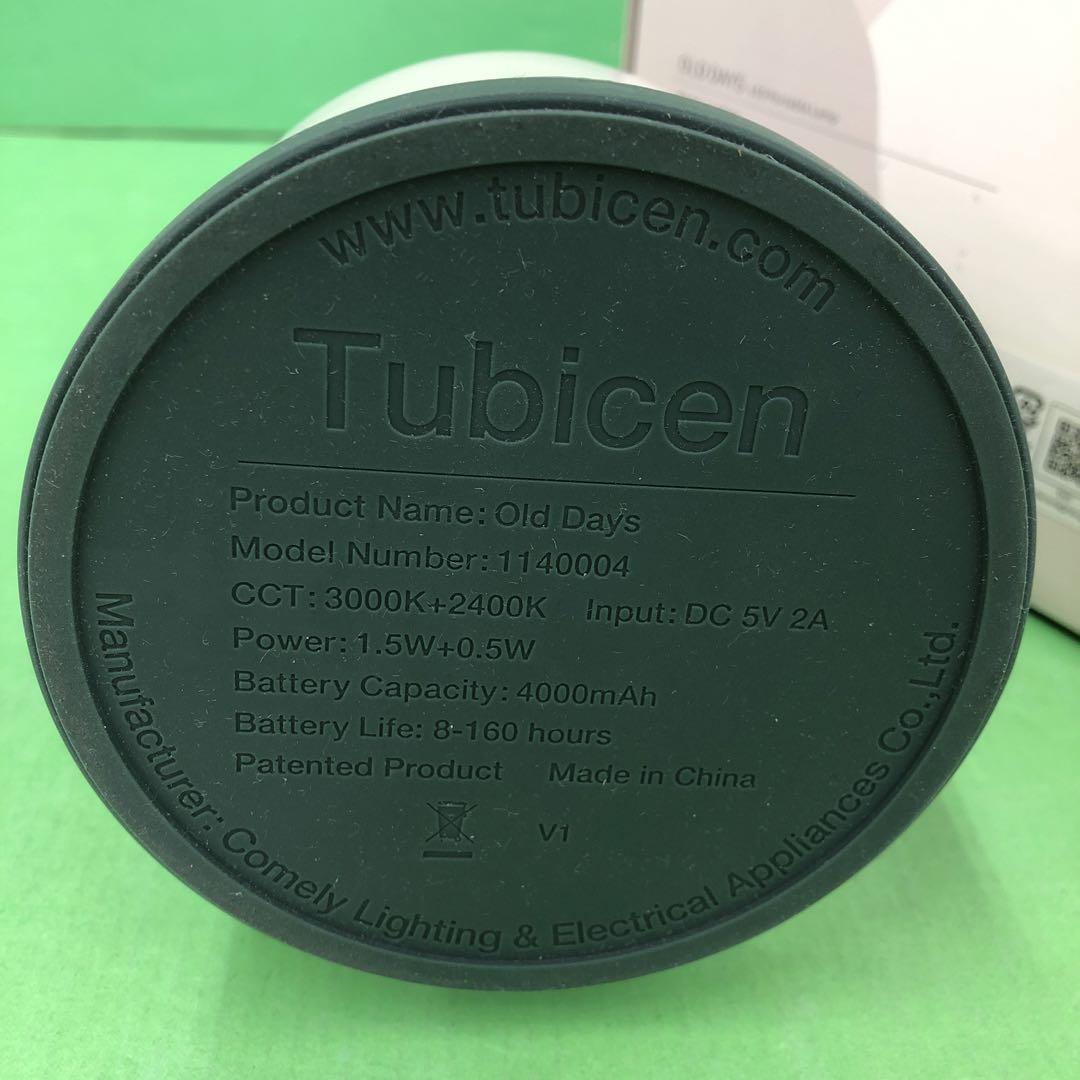 www.tubicen.com
Tubicen
Product Name: Old Days
Model Number: 1140004
CCT: 3000K+2400K Input: DC 5V 2A
Power: 1.5W+0.5W
Battery Capacity: 4000mAh
Battery Life: 8-160 hours
Patented Product Made in China
V1
Manufacturer: Comely Lighting & Electrical Appliances Co., Ltd.
OLD DAYS